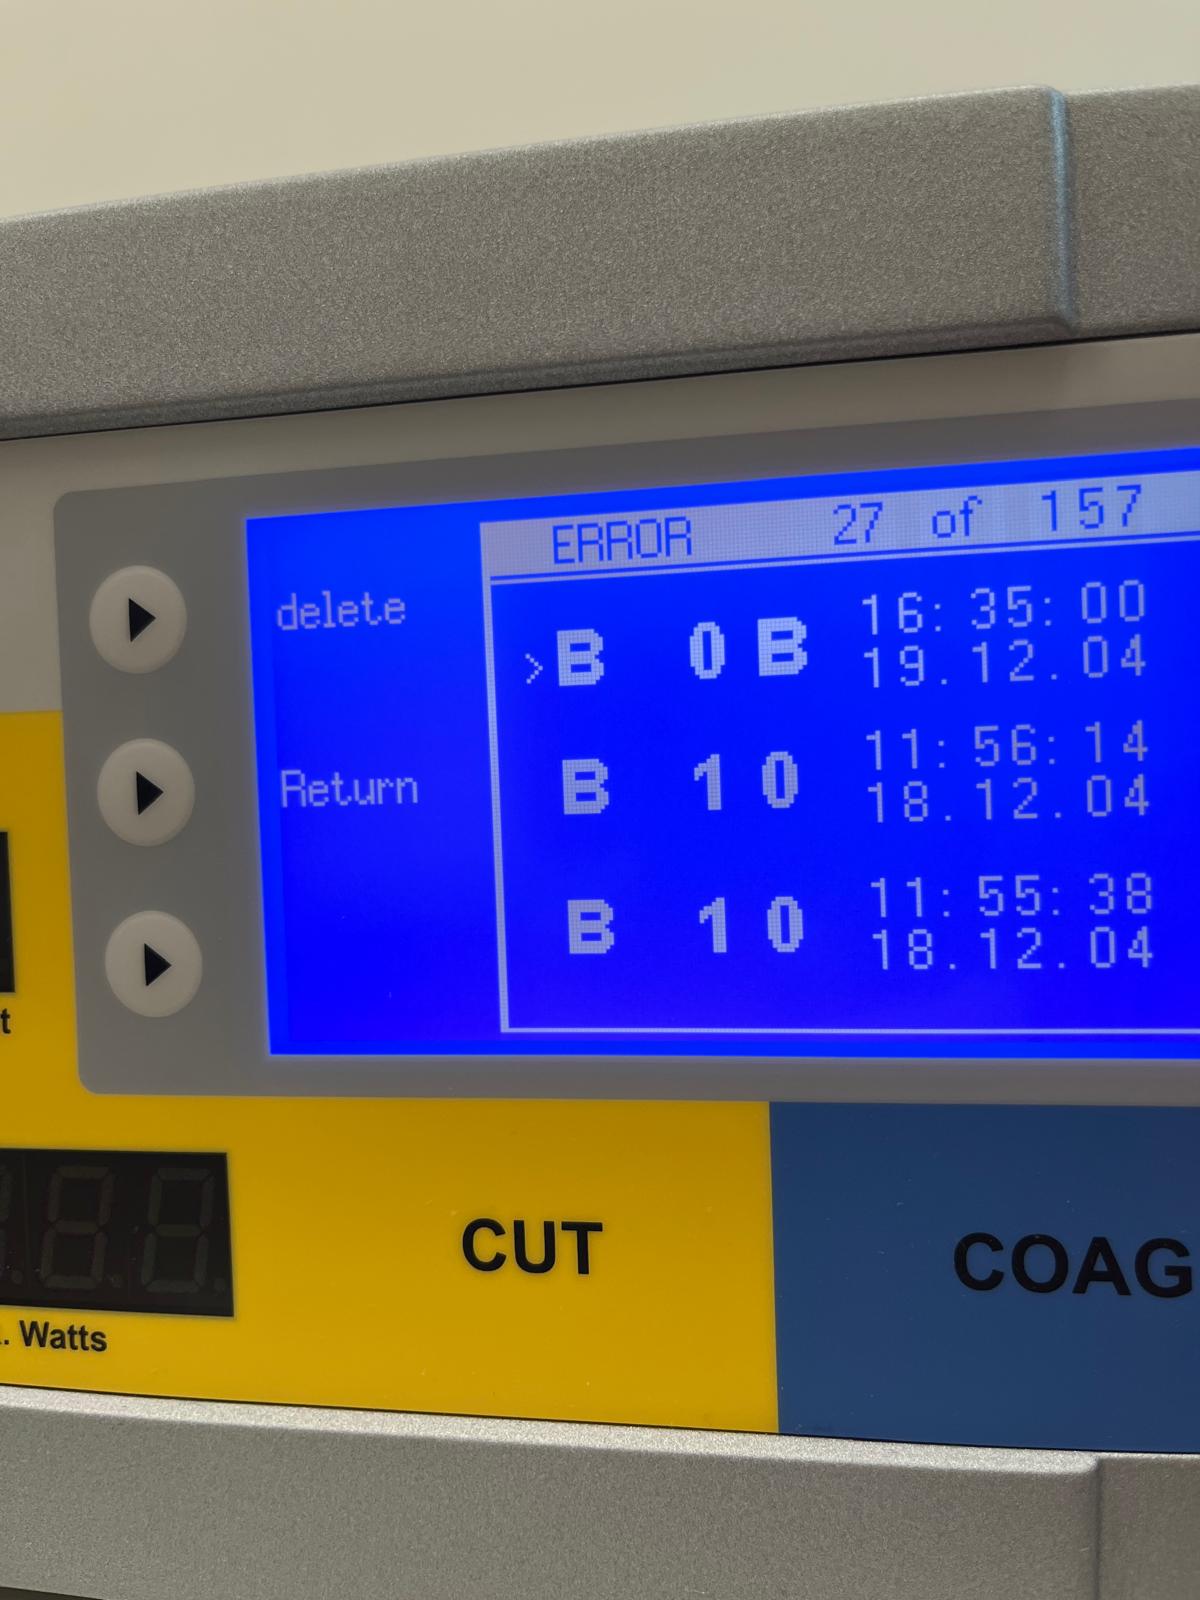 ERROR 27 of 157
delete
>B 0B 16:35:00
19.12.04
Return
B 10 11:56:14
18.12.04
B 10 11:55:38
18.12.04
CUT
COAG
. Watts